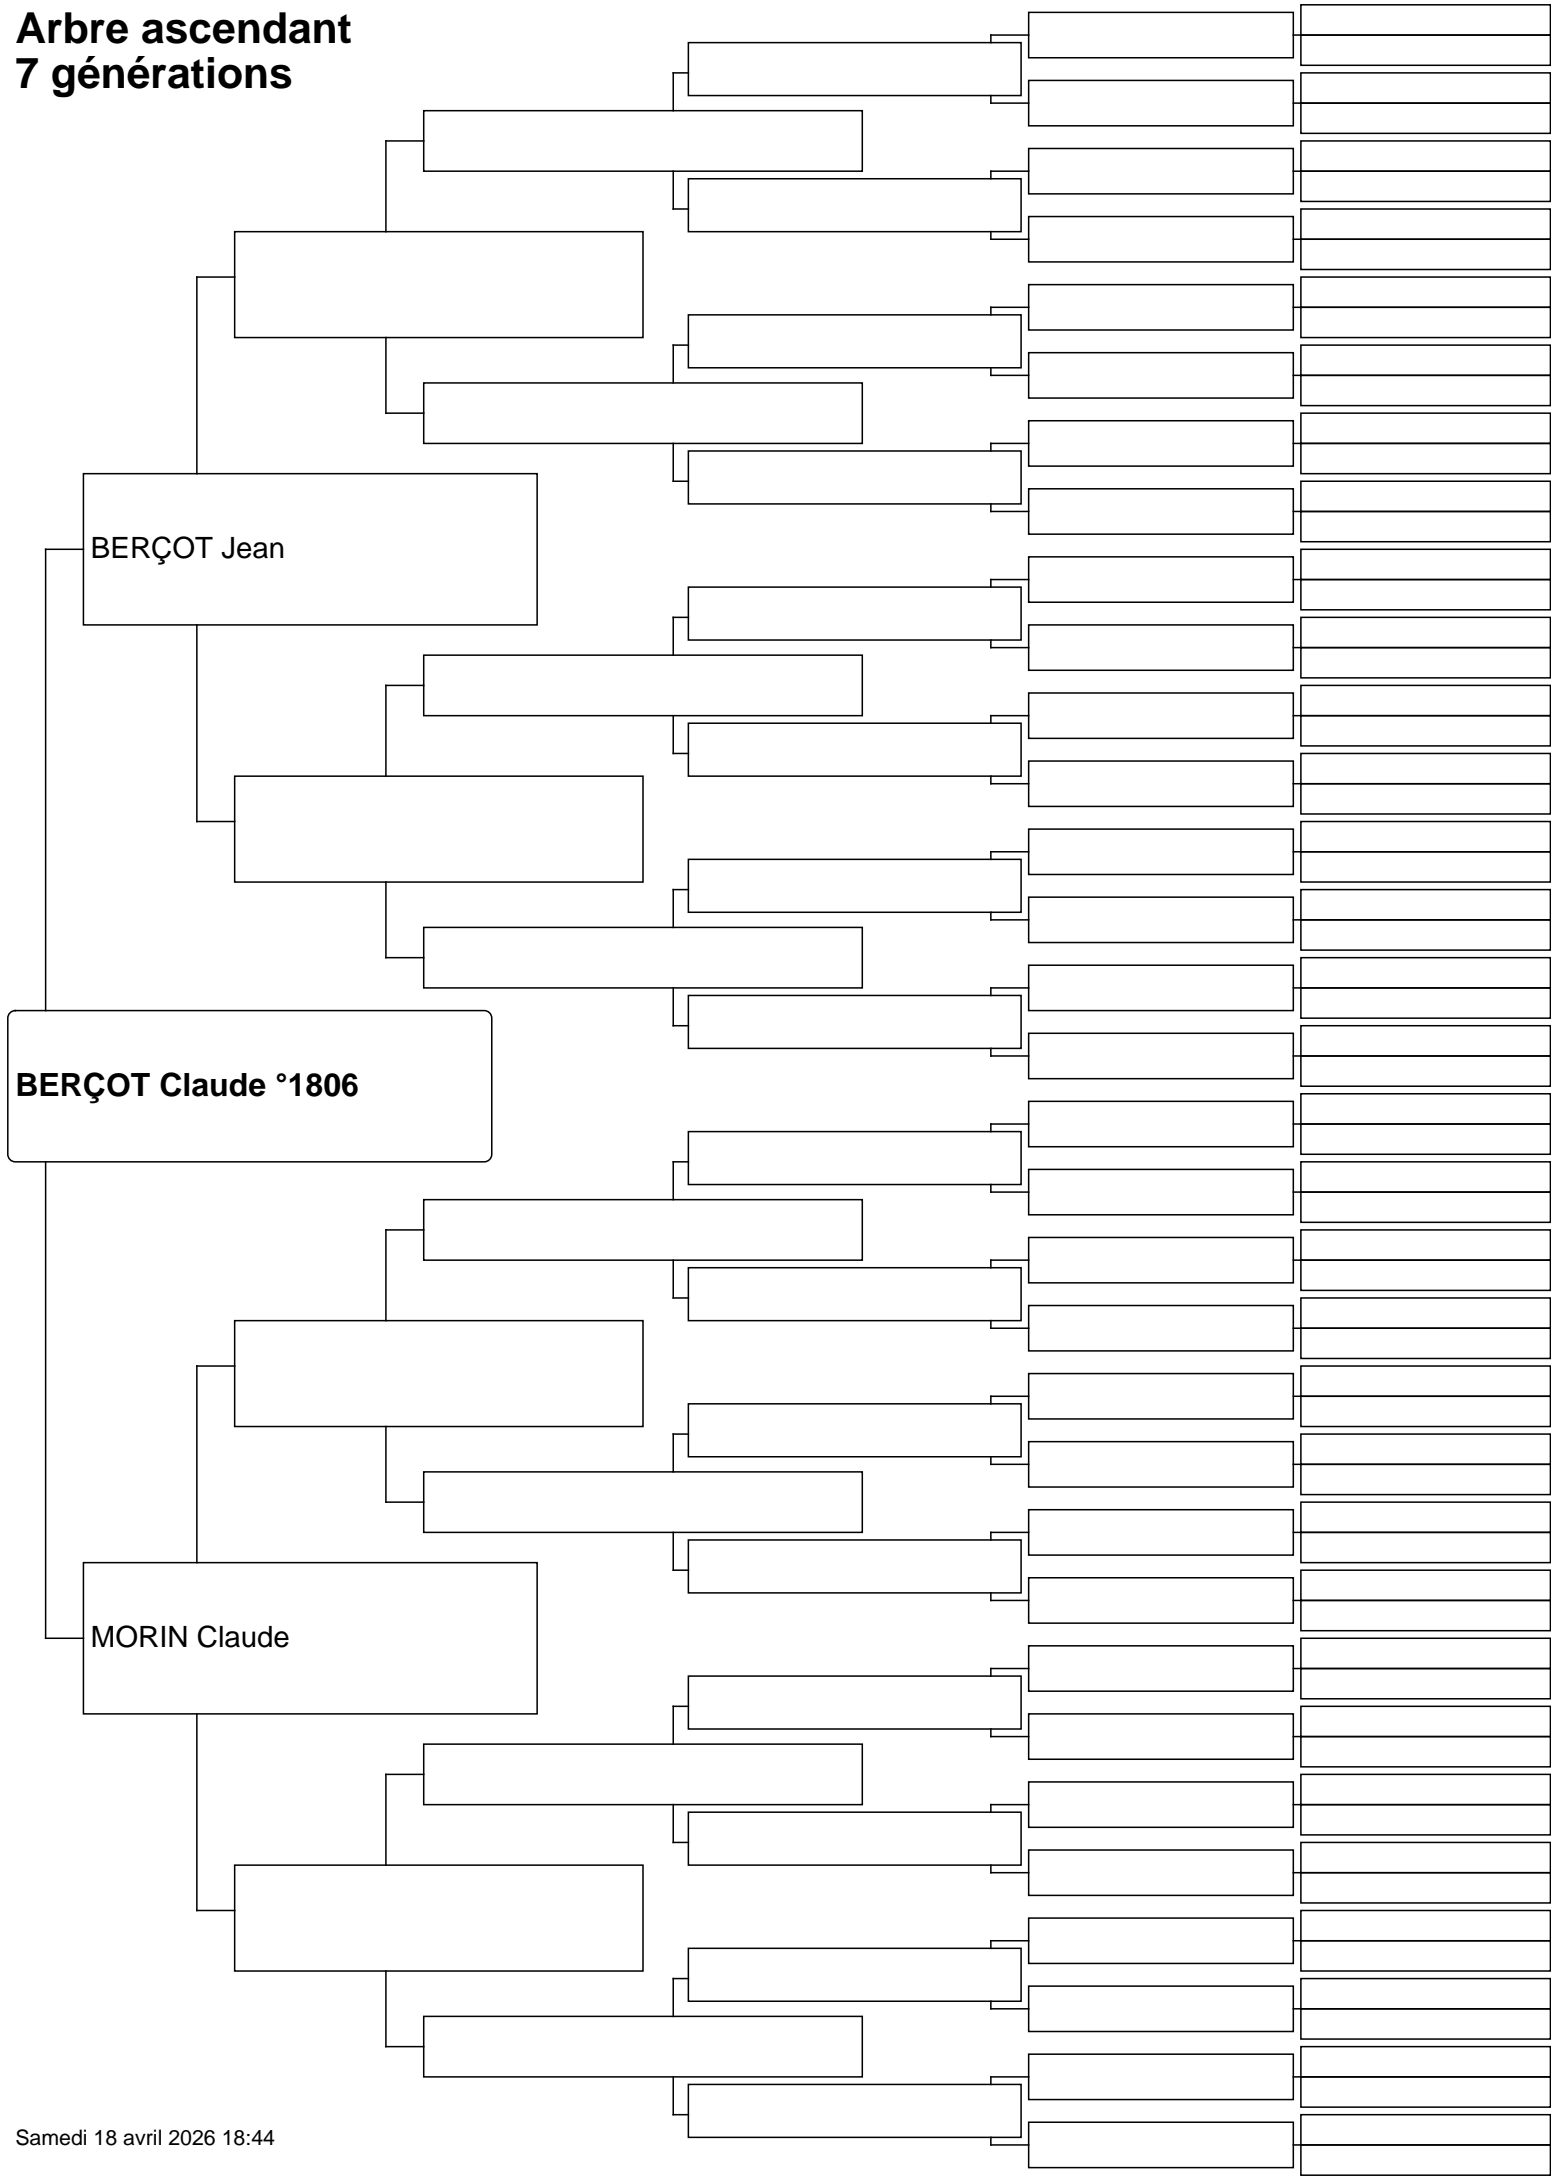 Arbre ascendant
7 générations
BERÇOT Jean
BERÇOT Claude °1806
MORIN Claude
Samedi 18 avril 2026 18:44